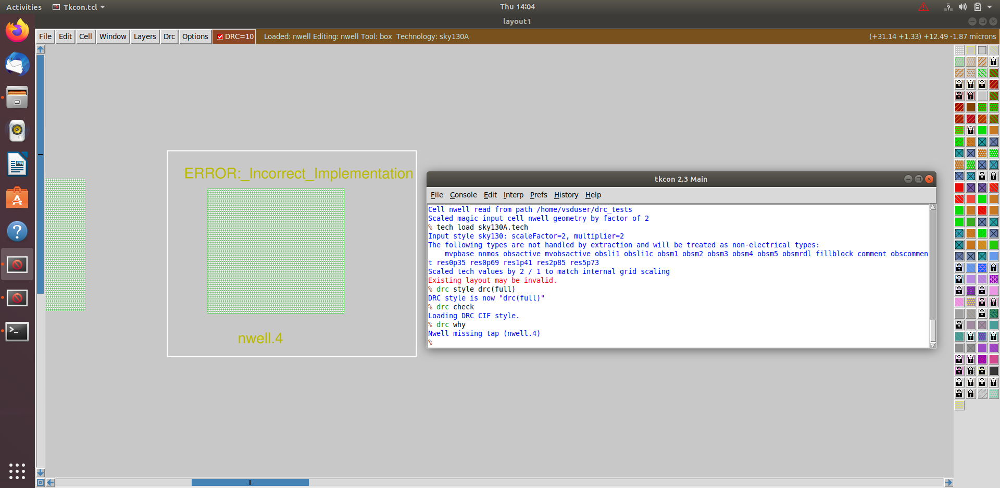 Activities
Tkcon.tcl
Thu 14:04
layout1
File Edit Cell Window Layers Drc Options DRC=10 Loaded: nwell Editing: nwell Tool: box Technology: sky130A (+31.14 +1.33) +12.49 -1.87 microns
ERROR:_Incorrect_Implementation
nwell.4
tkcon 2.3 Main
File Console Edit Interp Prefs History Help
Cell nwell read from path /home/vsduser/drc_tests
Scaled magic input cell nwell geometry by factor of 2
% tech load sky130A.tech
Input style sky130: scaleFactor=2, multiplier=2
The following types are not handled by extraction and will be treated as non-electrical types:
mvpbase nnmos obsactive mvobsactive obsli1 obsli1c obsm1 obsm2 obsm3 obsm4 obsm5 obsmrdl fillblock comment obscommen
t res0p35 res0p69 res1p41 res2p85 res5p73
Scaled tech values by 2 / 1 to match internal grid scaling
Existing layout may be invalid.
% drc style drc(full)
DRC style is now "drc(full)"
% drc check
Loading DRC CIF style.
% drc why
Nwell missing tap (nwell.4)
%